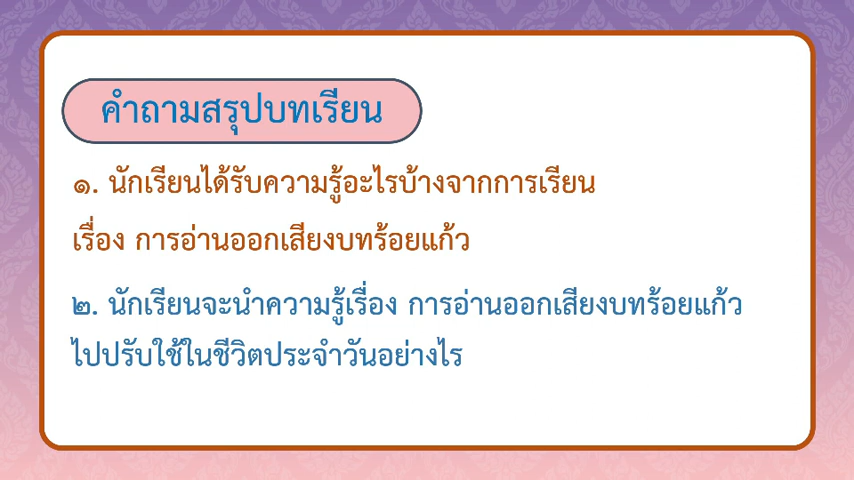 คำถามสรุปบทเรียน
๑. นักเรียนได้รับความรู้อะไรบ้างจากการเรียน
เรื่อง การอ่านออกเสียงบทร้อยแก้ว
๒. นักเรียนจะนำความรู้เรื่อง การอ่านออกเสียงบทร้อยแก้ว
ไปปรับใช้ในชีวิตประจำวันอย่างไร